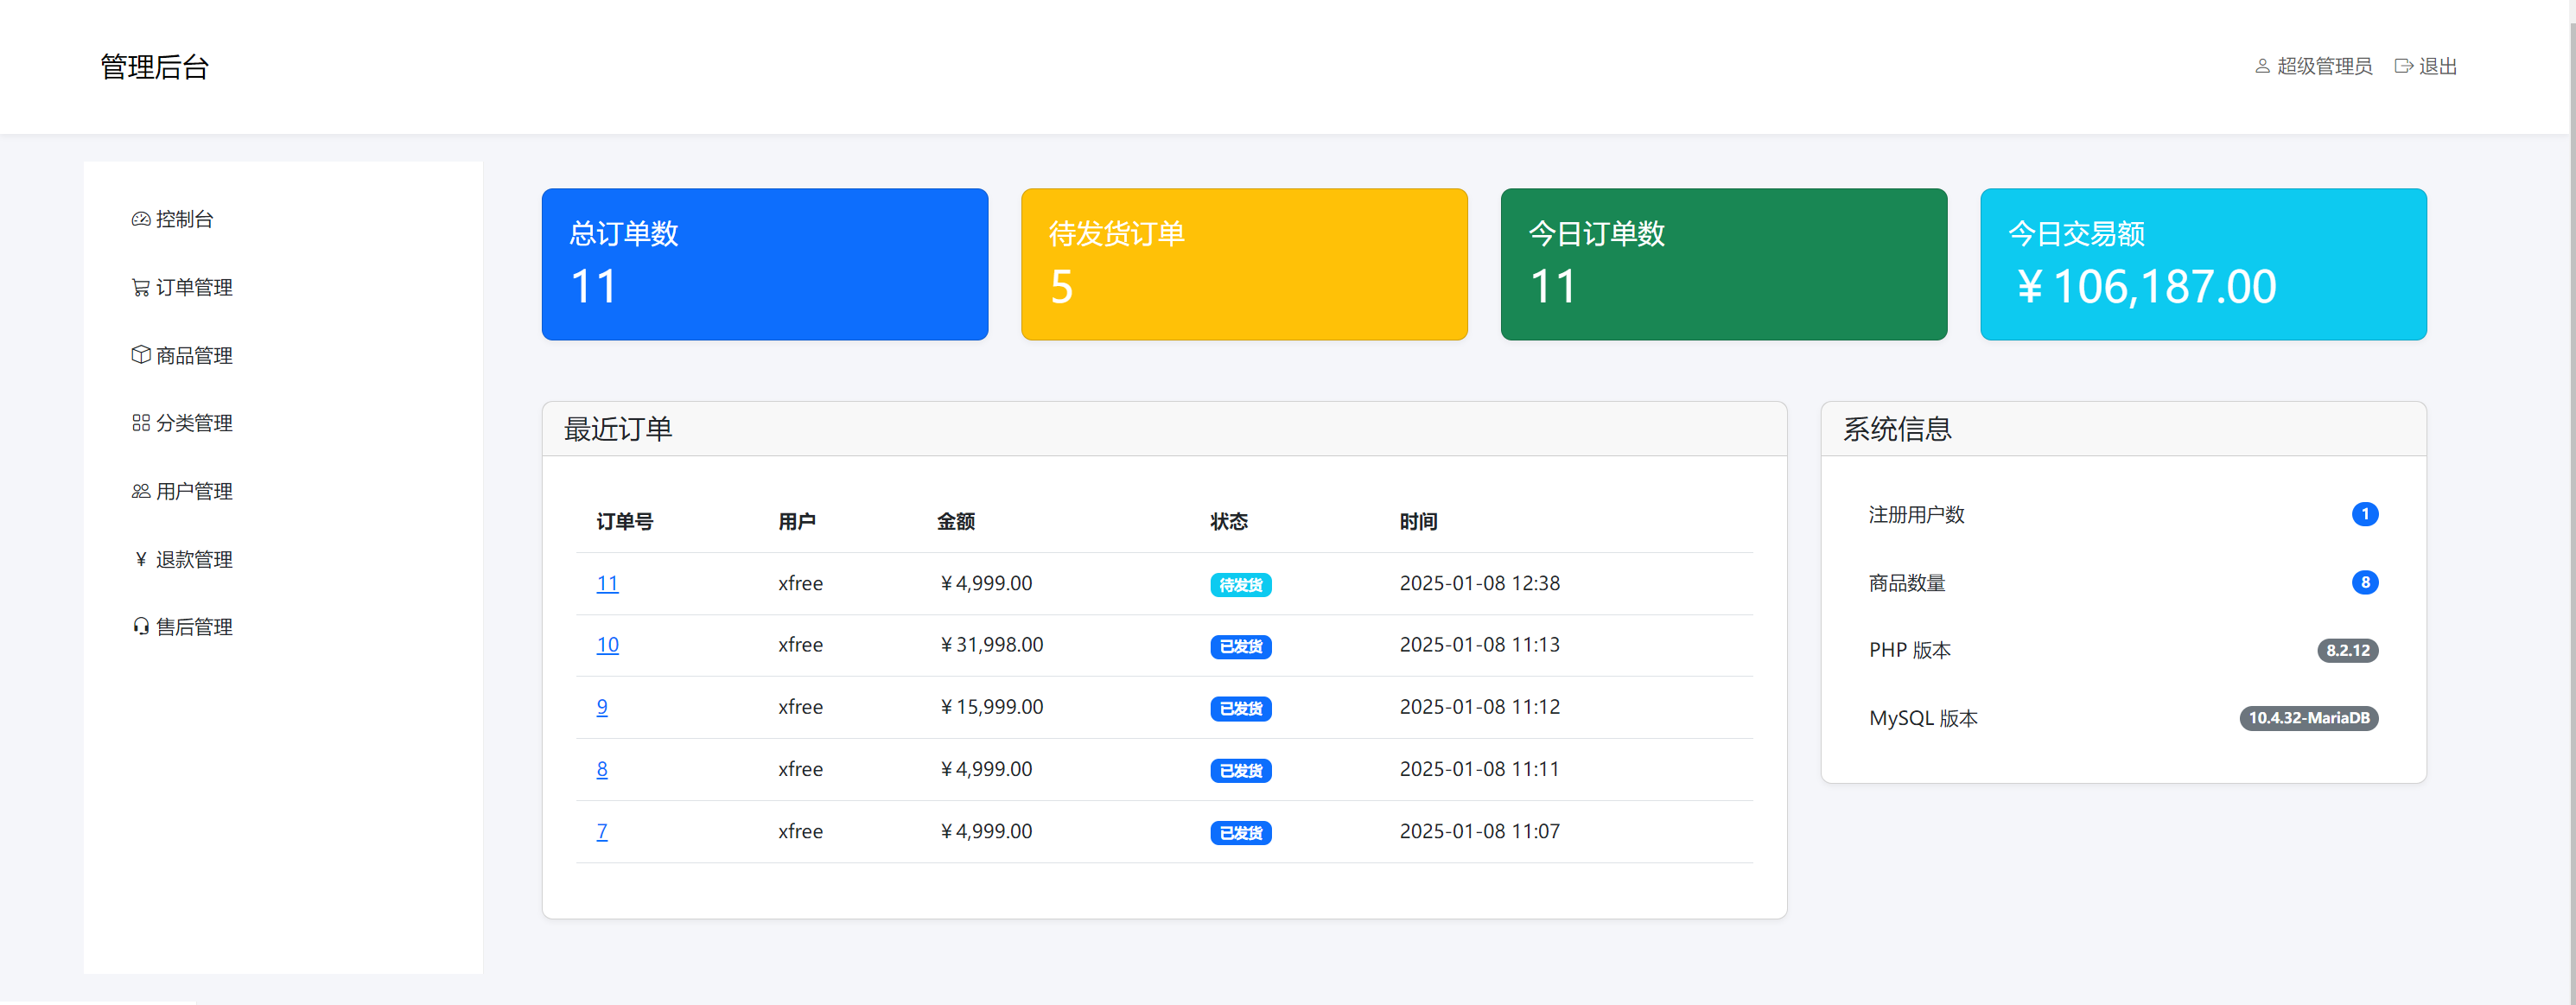 管理后台
超级管理员 退出
控制台
订单管理
商品管理
分类管理
用户管理
¥ 退款管理
售后管理
总订单数
11
待发货订单
5
今日订单数
11
今日交易额
¥106,187.00
最近订单
订单号 用户 金额 状态 时间
11 xfree ¥4,999.00 待发货 2025-01-08 12:38
10 xfree ¥31,998.00 已发货 2025-01-08 11:13
9 xfree ¥15,999.00 已发货 2025-01-08 11:12
8 xfree ¥4,999.00 已发货 2025-01-08 11:11
7 xfree ¥4,999.00 已发货 2025-01-08 11:07
系统信息
注册用户数 1
商品数量 8
PHP 版本 8.2.12
MySQL 版本 10.4.32-MariaDB